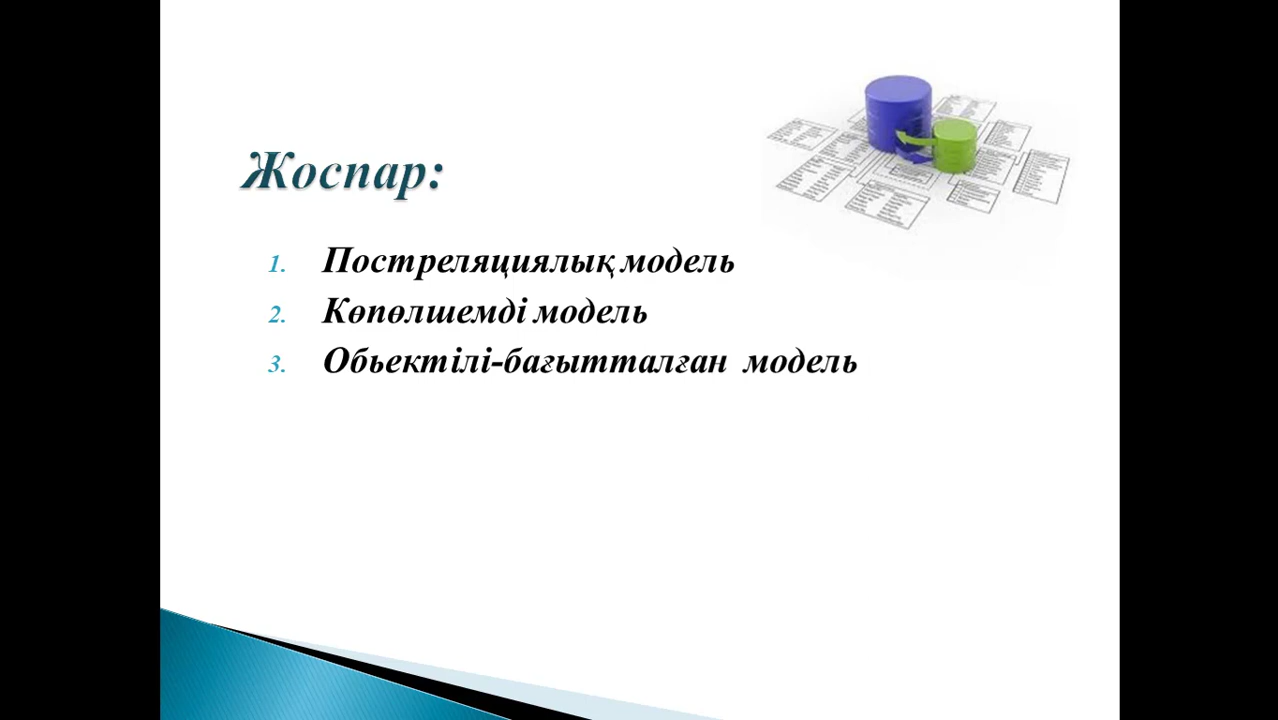 Жоспар:
1. Постреляциялық модель
2. Көпөлшемді модель
3. Обьектілі-бағытталған модель